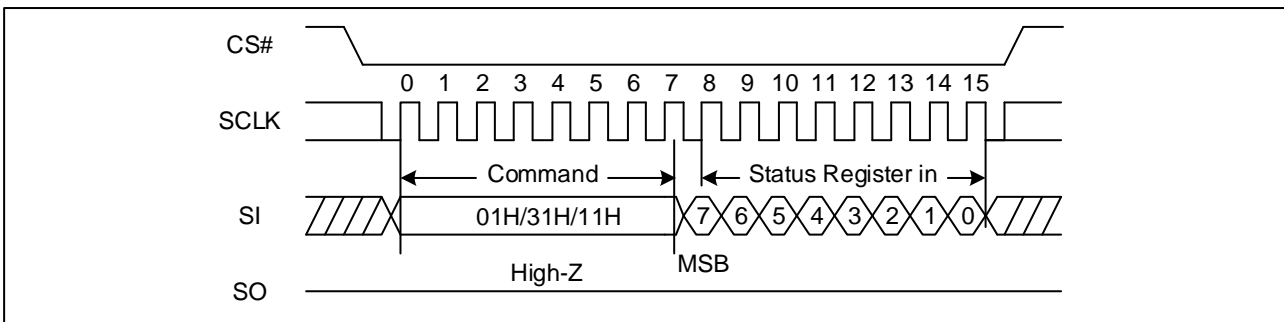 CS#
0 1 2 3 4 5 6 7 8 9 10 11 12 13 14 15
SCLK
Command Status Register in
SI 01H/31H/11H 7 6 5 4 3 2 1 0
High-Z MSB
SO